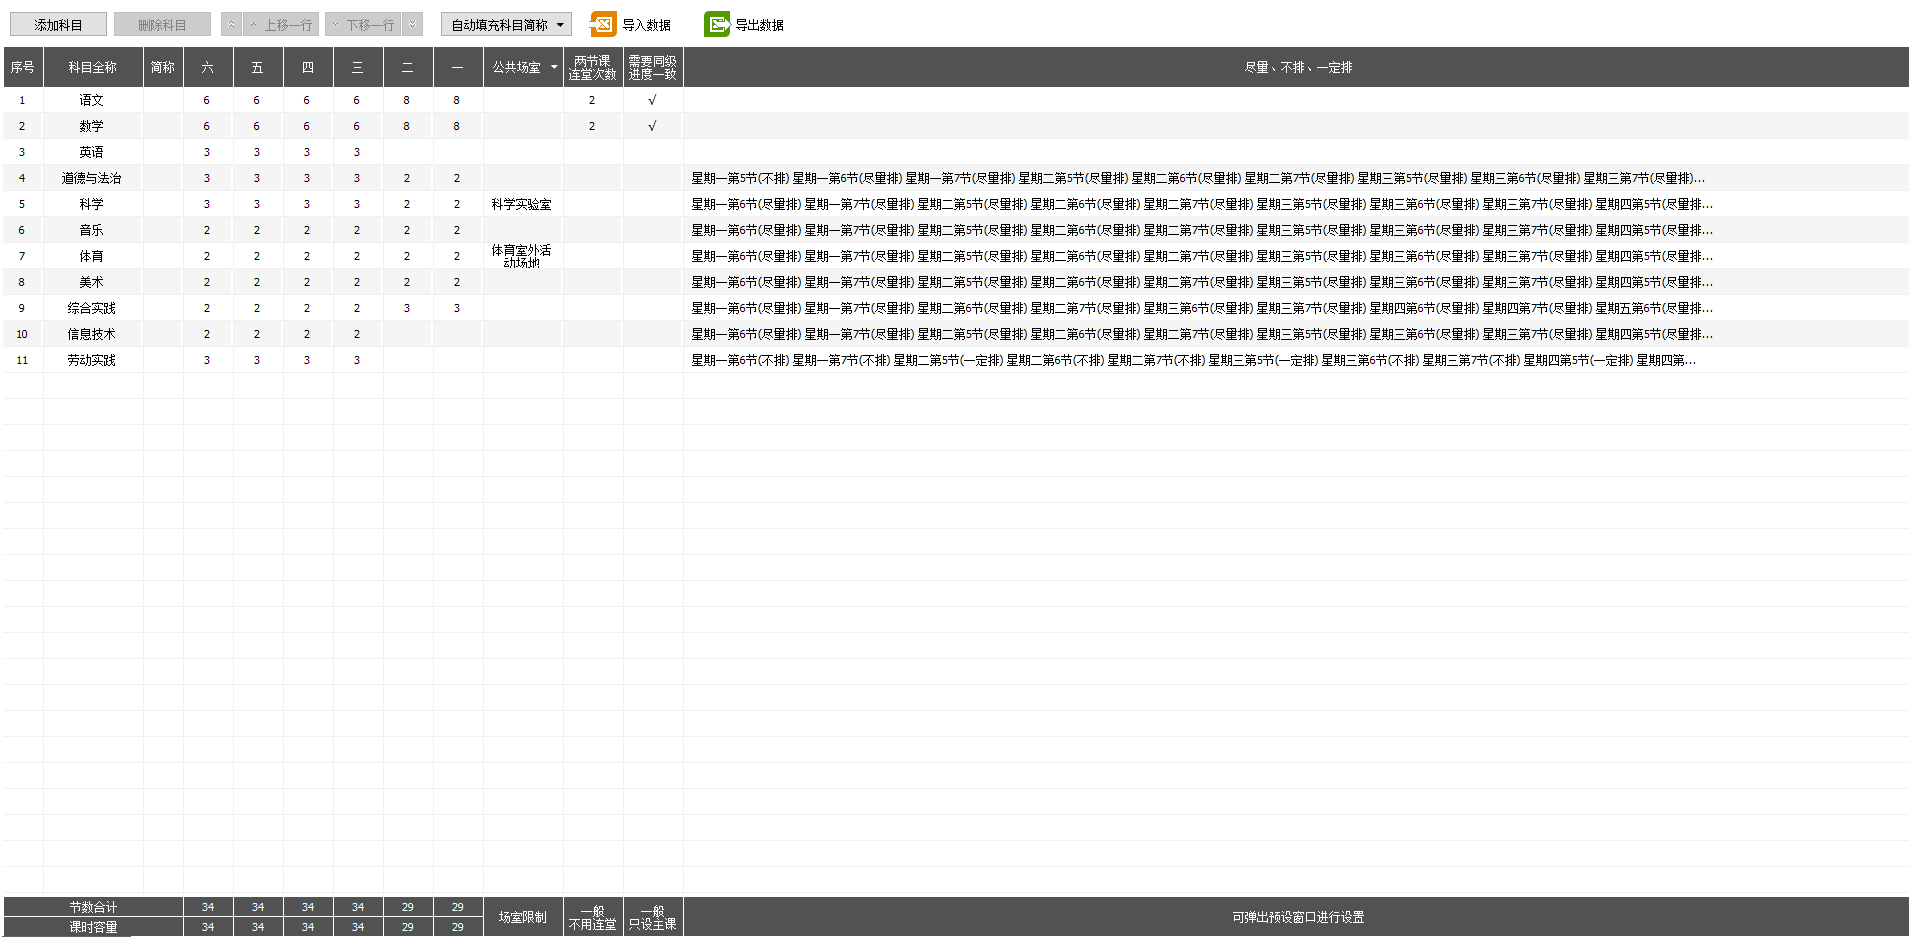 添加科目 删除科目 上移一行 下移一行 自动填充科目简称 导入数据 导出数据
序号 科目全称 简称 六 五 四 三 二 一 公共场室 两节课连堂次数 需要同级进度一致 尽量、不排、一定排
1 语文 6 6 6 6 8 8 2 √
2 数学 6 6 6 6 8 8 2 √
3 英语 3 3 3 3
4 道德与法治 3 3 3 3 2 2 星期一第5节(不排) 星期一第6节(尽量排) 星期一第7节(尽量排) 星期二第5节(尽量排) 星期二第6节(尽量排) 星期二第7节(尽量排) 星期三第5节(尽量排) 星期三第6节(尽量排) 星期三第7节(尽量排)...
5 科学 3 3 3 3 2 2 科学实验室 星期一第6节(尽量排) 星期一第7节(尽量排) 星期二第5节(尽量排) 星期二第6节(尽量排) 星期二第7节(尽量排) 星期三第5节(尽量排) 星期三第6节(尽量排) 星期三第7节(尽量排) 星期四第5节(尽量排...
6 音乐 2 2 2 2 2 2 星期一第6节(尽量排) 星期一第7节(尽量排) 星期二第5节(尽量排) 星期二第6节(尽量排) 星期二第7节(尽量排) 星期三第5节(尽量排) 星期三第6节(尽量排) 星期三第7节(尽量排) 星期四第5节(尽量排...
7 体育 2 2 2 2 2 2 体育室外活动场地 星期一第6节(尽量排) 星期一第7节(尽量排) 星期二第5节(尽量排) 星期二第6节(尽量排) 星期二第7节(尽量排) 星期三第5节(尽量排) 星期三第6节(尽量排) 星期三第7节(尽量排) 星期四第5节(尽量排...
8 美术 2 2 2 2 2 2 星期一第6节(尽量排) 星期一第7节(尽量排) 星期二第5节(尽量排) 星期二第6节(尽量排) 星期二第7节(尽量排) 星期三第5节(尽量排) 星期三第6节(尽量排) 星期三第7节(尽量排) 星期四第5节(尽量排...
9 综合实践 2 2 2 2 3 3 星期一第6节(尽量排) 星期一第7节(尽量排) 星期二第6节(尽量排) 星期二第7节(尽量排) 星期三第6节(尽量排) 星期三第7节(尽量排) 星期四第6节(尽量排) 星期四第7节(尽量排) 星期五第6节(尽量排...
10 信息技术 2 2 2 2 星期一第6节(尽量排) 星期一第7节(尽量排) 星期二第5节(尽量排) 星期二第6节(尽量排) 星期二第7节(尽量排) 星期三第5节(尽量排) 星期三第6节(尽量排) 星期三第7节(尽量排) 星期四第5节(尽量排...
11 劳动实践 3 3 3 3 星期一第6节(不排) 星期一第7节(不排) 星期二第5节(一定排) 星期二第6节(不排) 星期二第7节(不排) 星期三第5节(一定排) 星期三第6节(不排) 星期三第7节(不排) 星期四第5节(一定排) 星期四第...
节数合计 34 34 34 34 29 29 场室限制 一般不用连堂 一般只设主课 可弹出预设窗口进行设置
课时容量 34 34 34 34 29 29